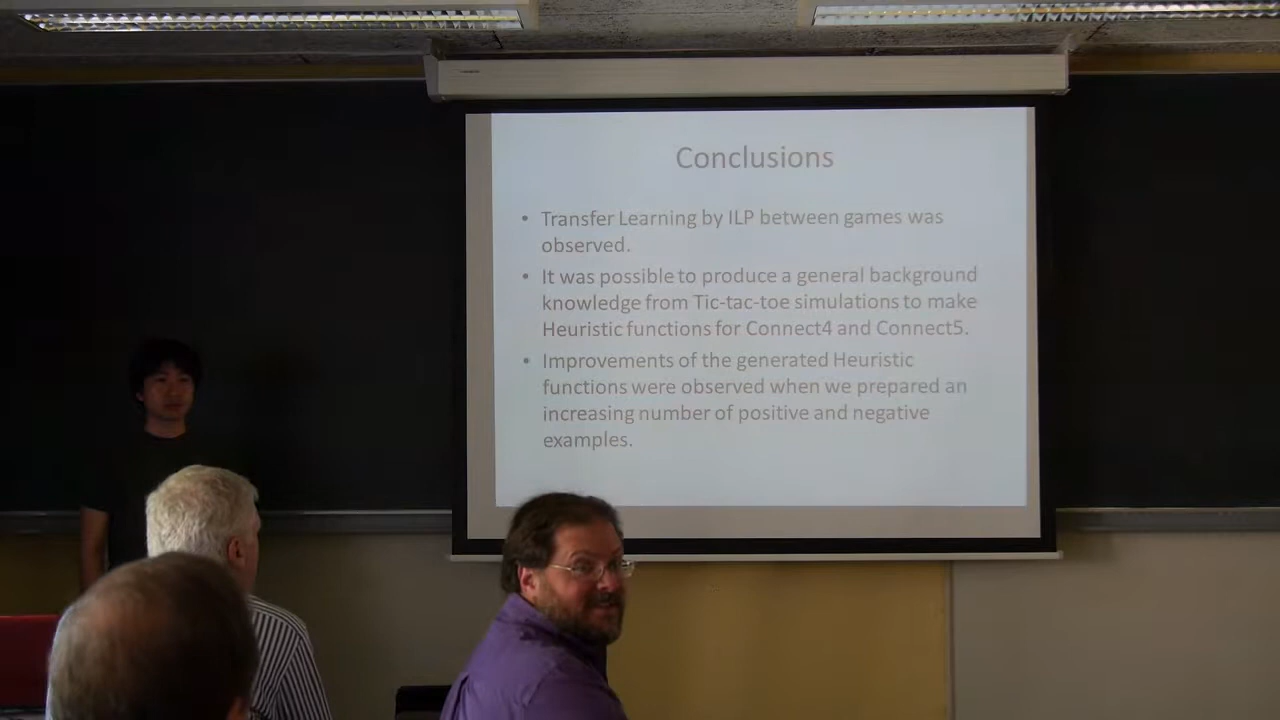 Conclusions
• Transfer Learning by ILP between games was
observed.
• It was possible to produce a general background
knowledge from Tic-tac-toe simulations to make
Heuristic functions for Connect4 and Connect5.
• Improvements of the generated Heuristic
functions were observed when we prepared an
increasing number of positive and negative
examples.